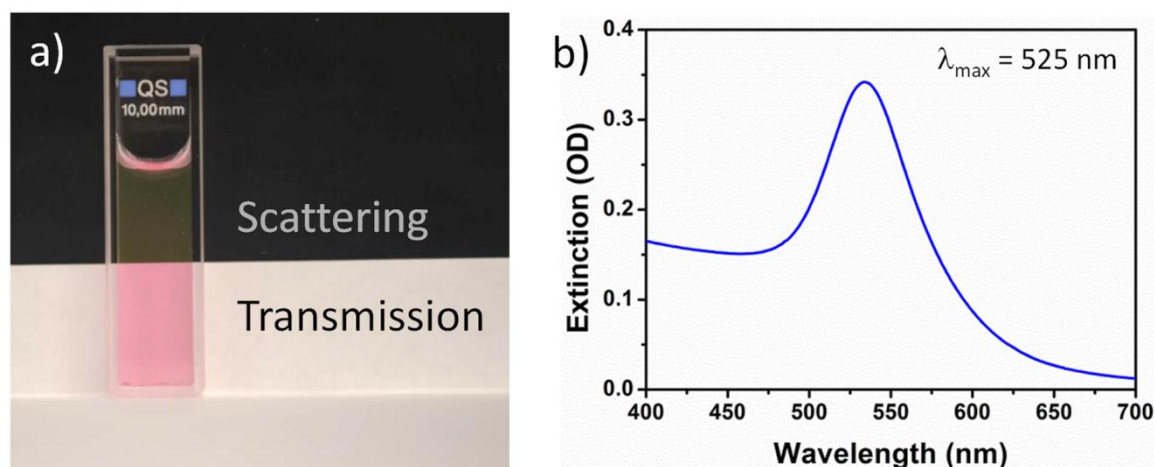 a)
QS
10,00mm
Scattering
Transmission
b)
λmax = 525 nm
Extinction (OD)
0.4
0.3
0.2
0.1
0.0
400 450 500 550 600 650 700
Wavelength (nm)